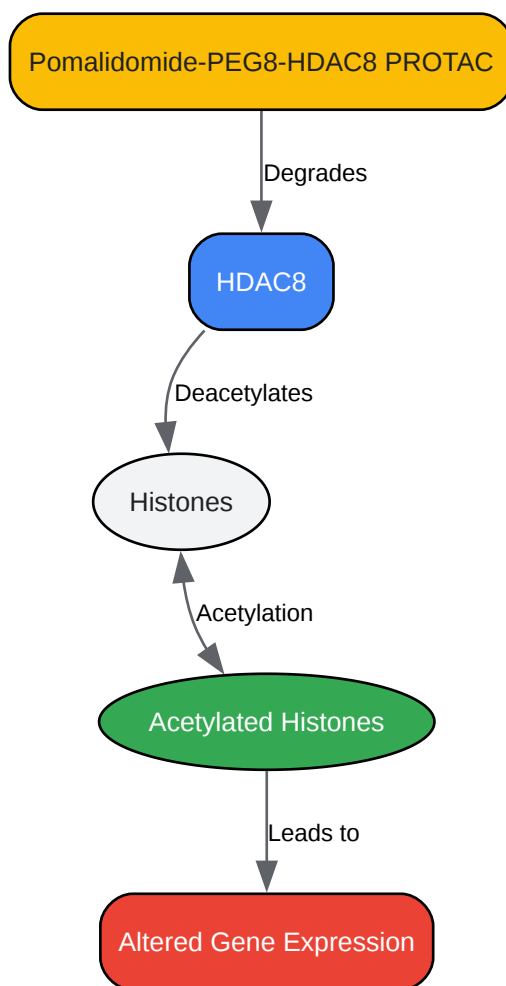 Pomalidomide-PEG8-HDAC8 PROTAC
Degrades
HDAC8
Deacetylates
Histones
Acetylation
Acetylated Histones
Leads to
Altered Gene Expression